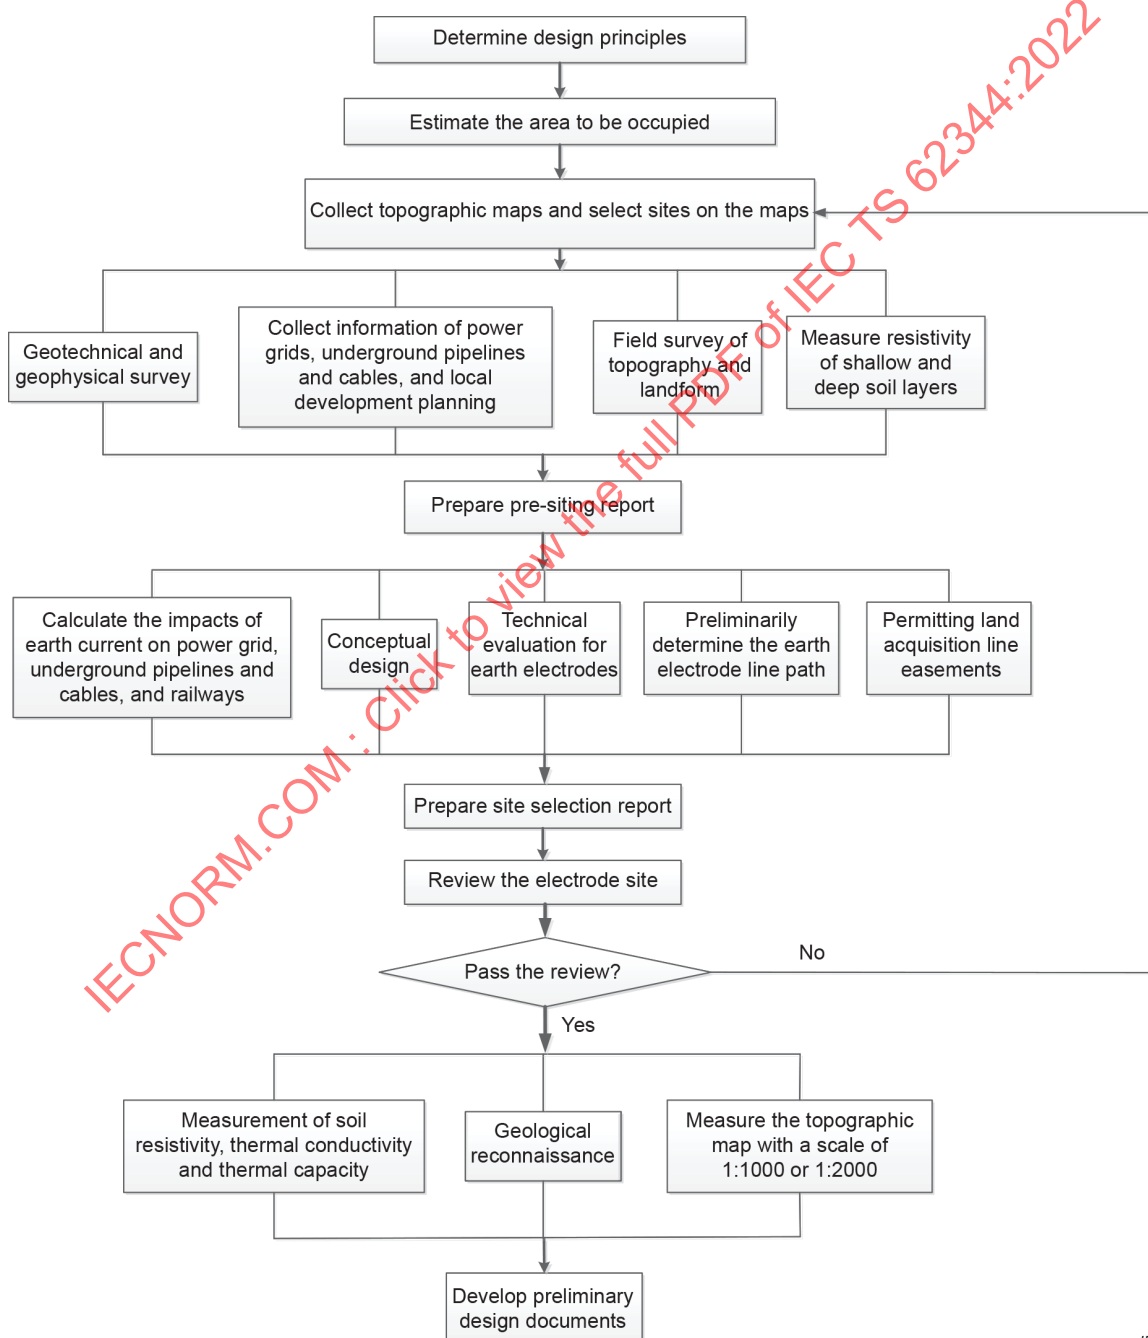 Determine design principles
Estimate the area to be occupied
Collect topographic maps and select sites on the maps
Geotechnical and
geophysical survey
Collect information of power
grids, underground pipelines
and cables, and local
development planning
Field survey of
topography and
landform
Measure resistivity
of shallow and
deep soil layers
Prepare pre-siting report
Calculate the impacts of
earth current on power grid,
underground pipelines and
cables, and railways
Conceptual
design
Technical
evaluation for
earth electrodes
Preliminarily
determine the earth
electrode line path
Permitting land
acquisition line
easements
Prepare site selection report
Review the electrode site
Pass the review?
No
Yes
Measurement of soil
resistivity, thermal conductivity
and thermal capacity
Geological
reconnaissance
Measure the topographic
map with a scale of
1:1000 or 1:2000
Develop preliminary
design documents
IECNORM.COM : Click to view the full PDF of IEC TS 62344:2022